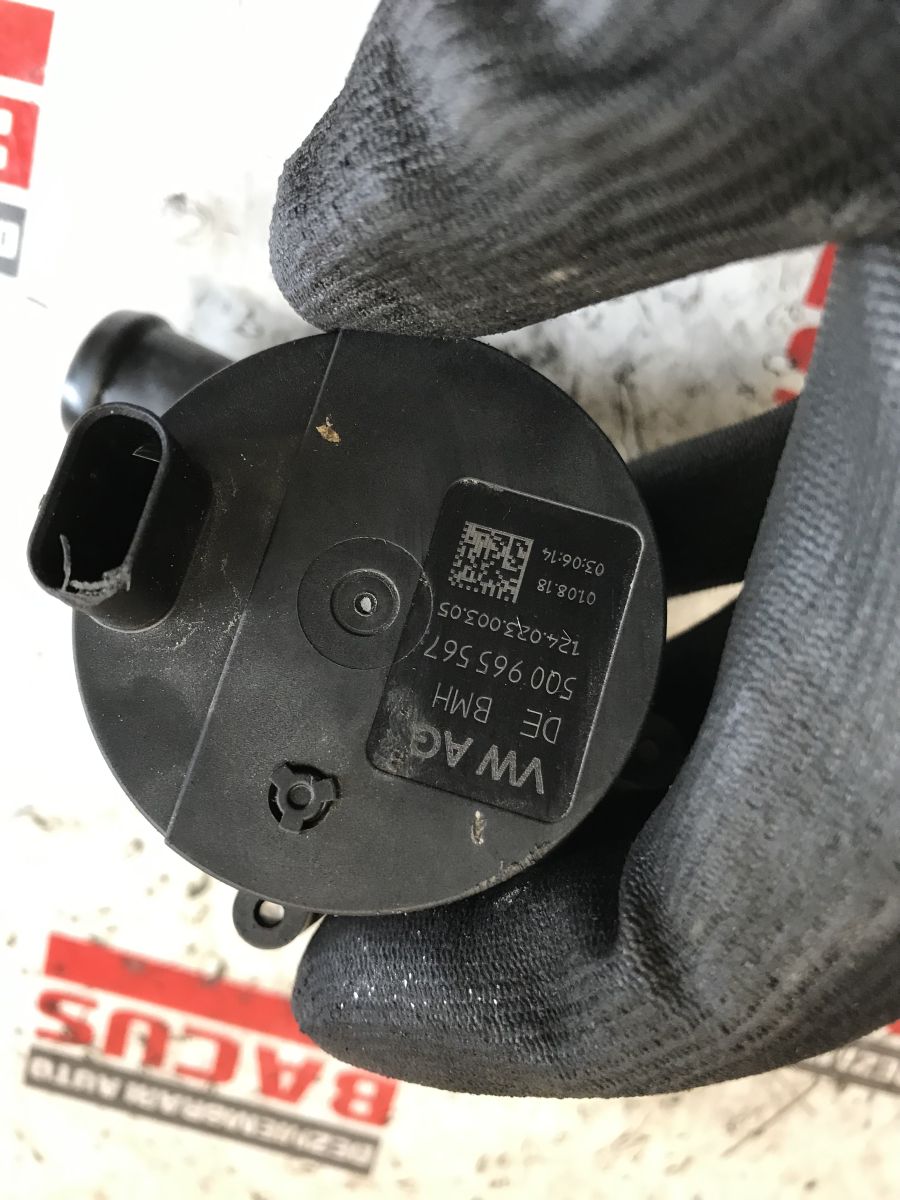 VW AG
DE BMH
5Q0 965 567
124.023.003.05
01.08.18 03:06:14
BACUS
DEZMEMBRARI AUTO